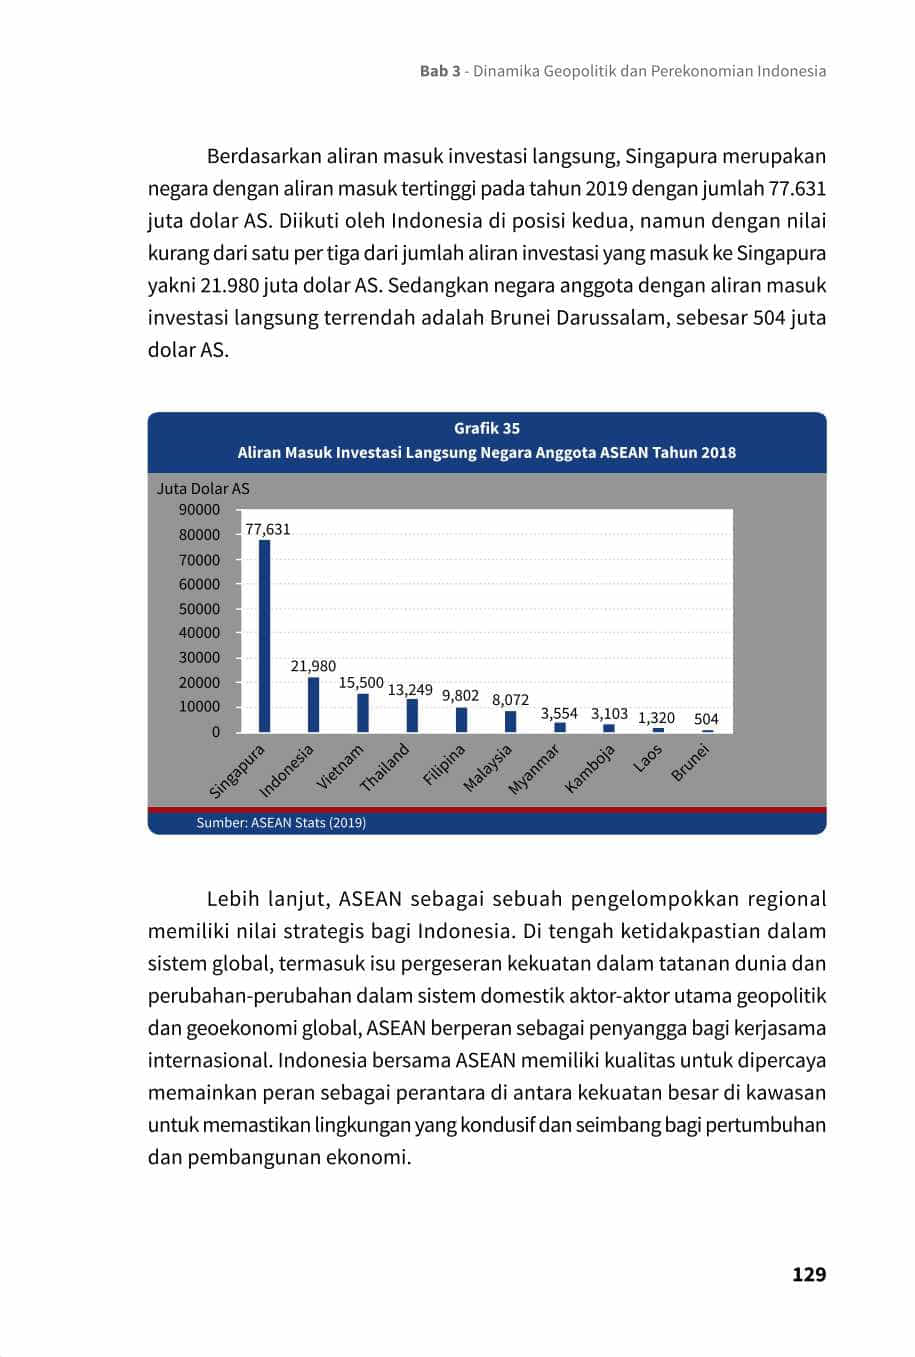 Bab 3 - Dinamika Geopolitik dan Perekonomian Indonesia
Berdasarkan aliran masuk investasi langsung, Singapura merupakan
negara dengan aliran masuk tertinggi pada tahun 2019 dengan jumlah 77.631
juta dolar AS. Diikuti oleh Indonesia di posisi kedua, namun dengan nilai
kurang dari satu per tiga dari jumlah aliran investasi yang masuk ke Singapura
yakni 21.980 juta dolar AS. Sedangkan negara anggota dengan aliran masuk
investasi langsung terrendah adalah Brunei Darussalam, sebesar 504 juta
dolar AS.
Grafik 35
Aliran Masuk Investasi Langsung Negara Anggota ASEAN Tahun 2018
Juta Dolar AS
90000
80000
70000
60000
50000
40000
30000
20000
10000
0
77,631
21,980
15,500
13,249
9,802
8,072
3,554
3,103
1,320
504
Singapura
Indonesia
Vietnam
Thailand
Filipina
Malaysia
Myanmar
Kamboja
Laos
Brunei
Sumber: ASEAN Stats (2019)
Lebih lanjut, ASEAN sebagai sebuah pengelompokkan regional
memiliki nilai strategis bagi Indonesia. Di tengah ketidakpastian dalam
sistem global, termasuk isu pergeseran kekuatan dalam tatanan dunia dan
perubahan-perubahan dalam sistem domestik aktor-aktor utama geopolitik
dan geoekonomi global, ASEAN berperan sebagai penyangga bagi kerjasama
internasional. Indonesia bersama ASEAN memiliki kualitas untuk dipercaya
memainkan peran sebagai perantara di antara kekuatan besar di kawasan
untuk memastikan lingkungan yang kondusif dan seimbang bagi pertumbuhan
dan pembangunan ekonomi.
129